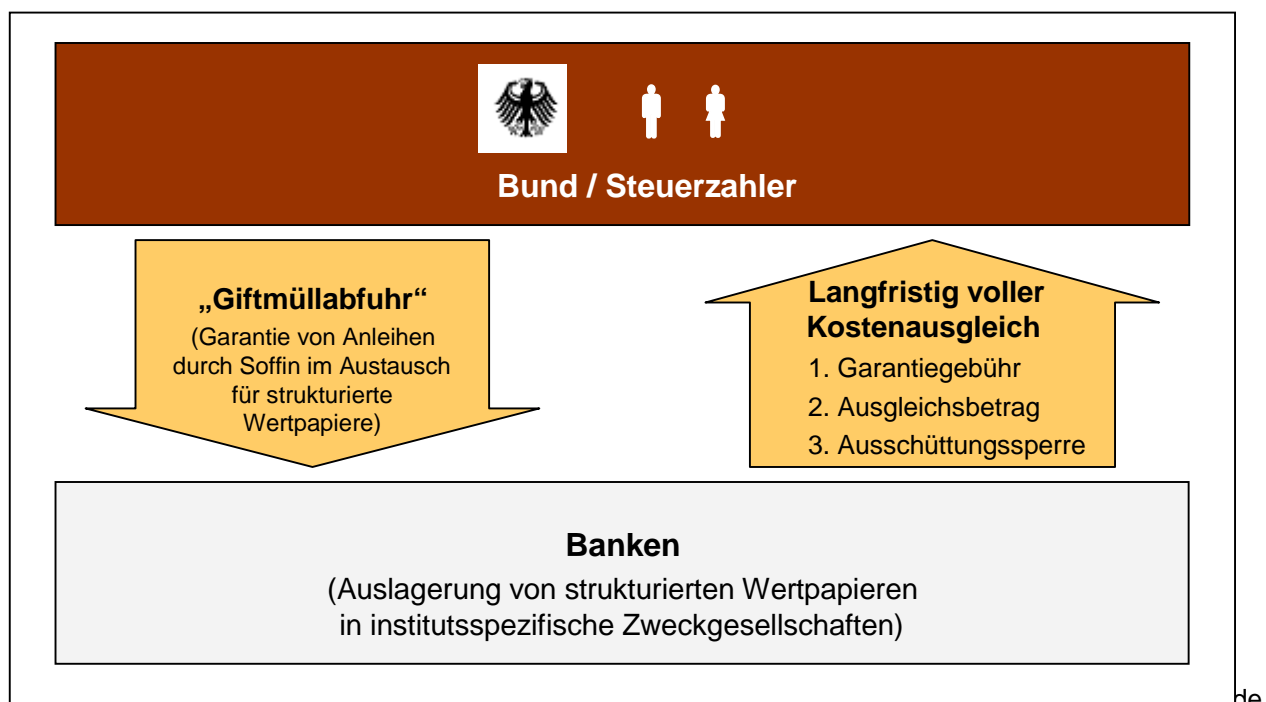 Bund / Steuerzahler
„Giftmüllabfuhr“
(Garantie von Anleihen
durch Soffin im Austausch
für strukturierte
Wertpapiere)
Langfristig voller
Kostenausgleich
1. Garantiegebühr
2. Ausgleichsbetrag
3. Ausschüttungssperre
Banken
(Auslagerung von strukturierten Wertpapieren
in institutsspezifische Zweckgesellschaften)
de